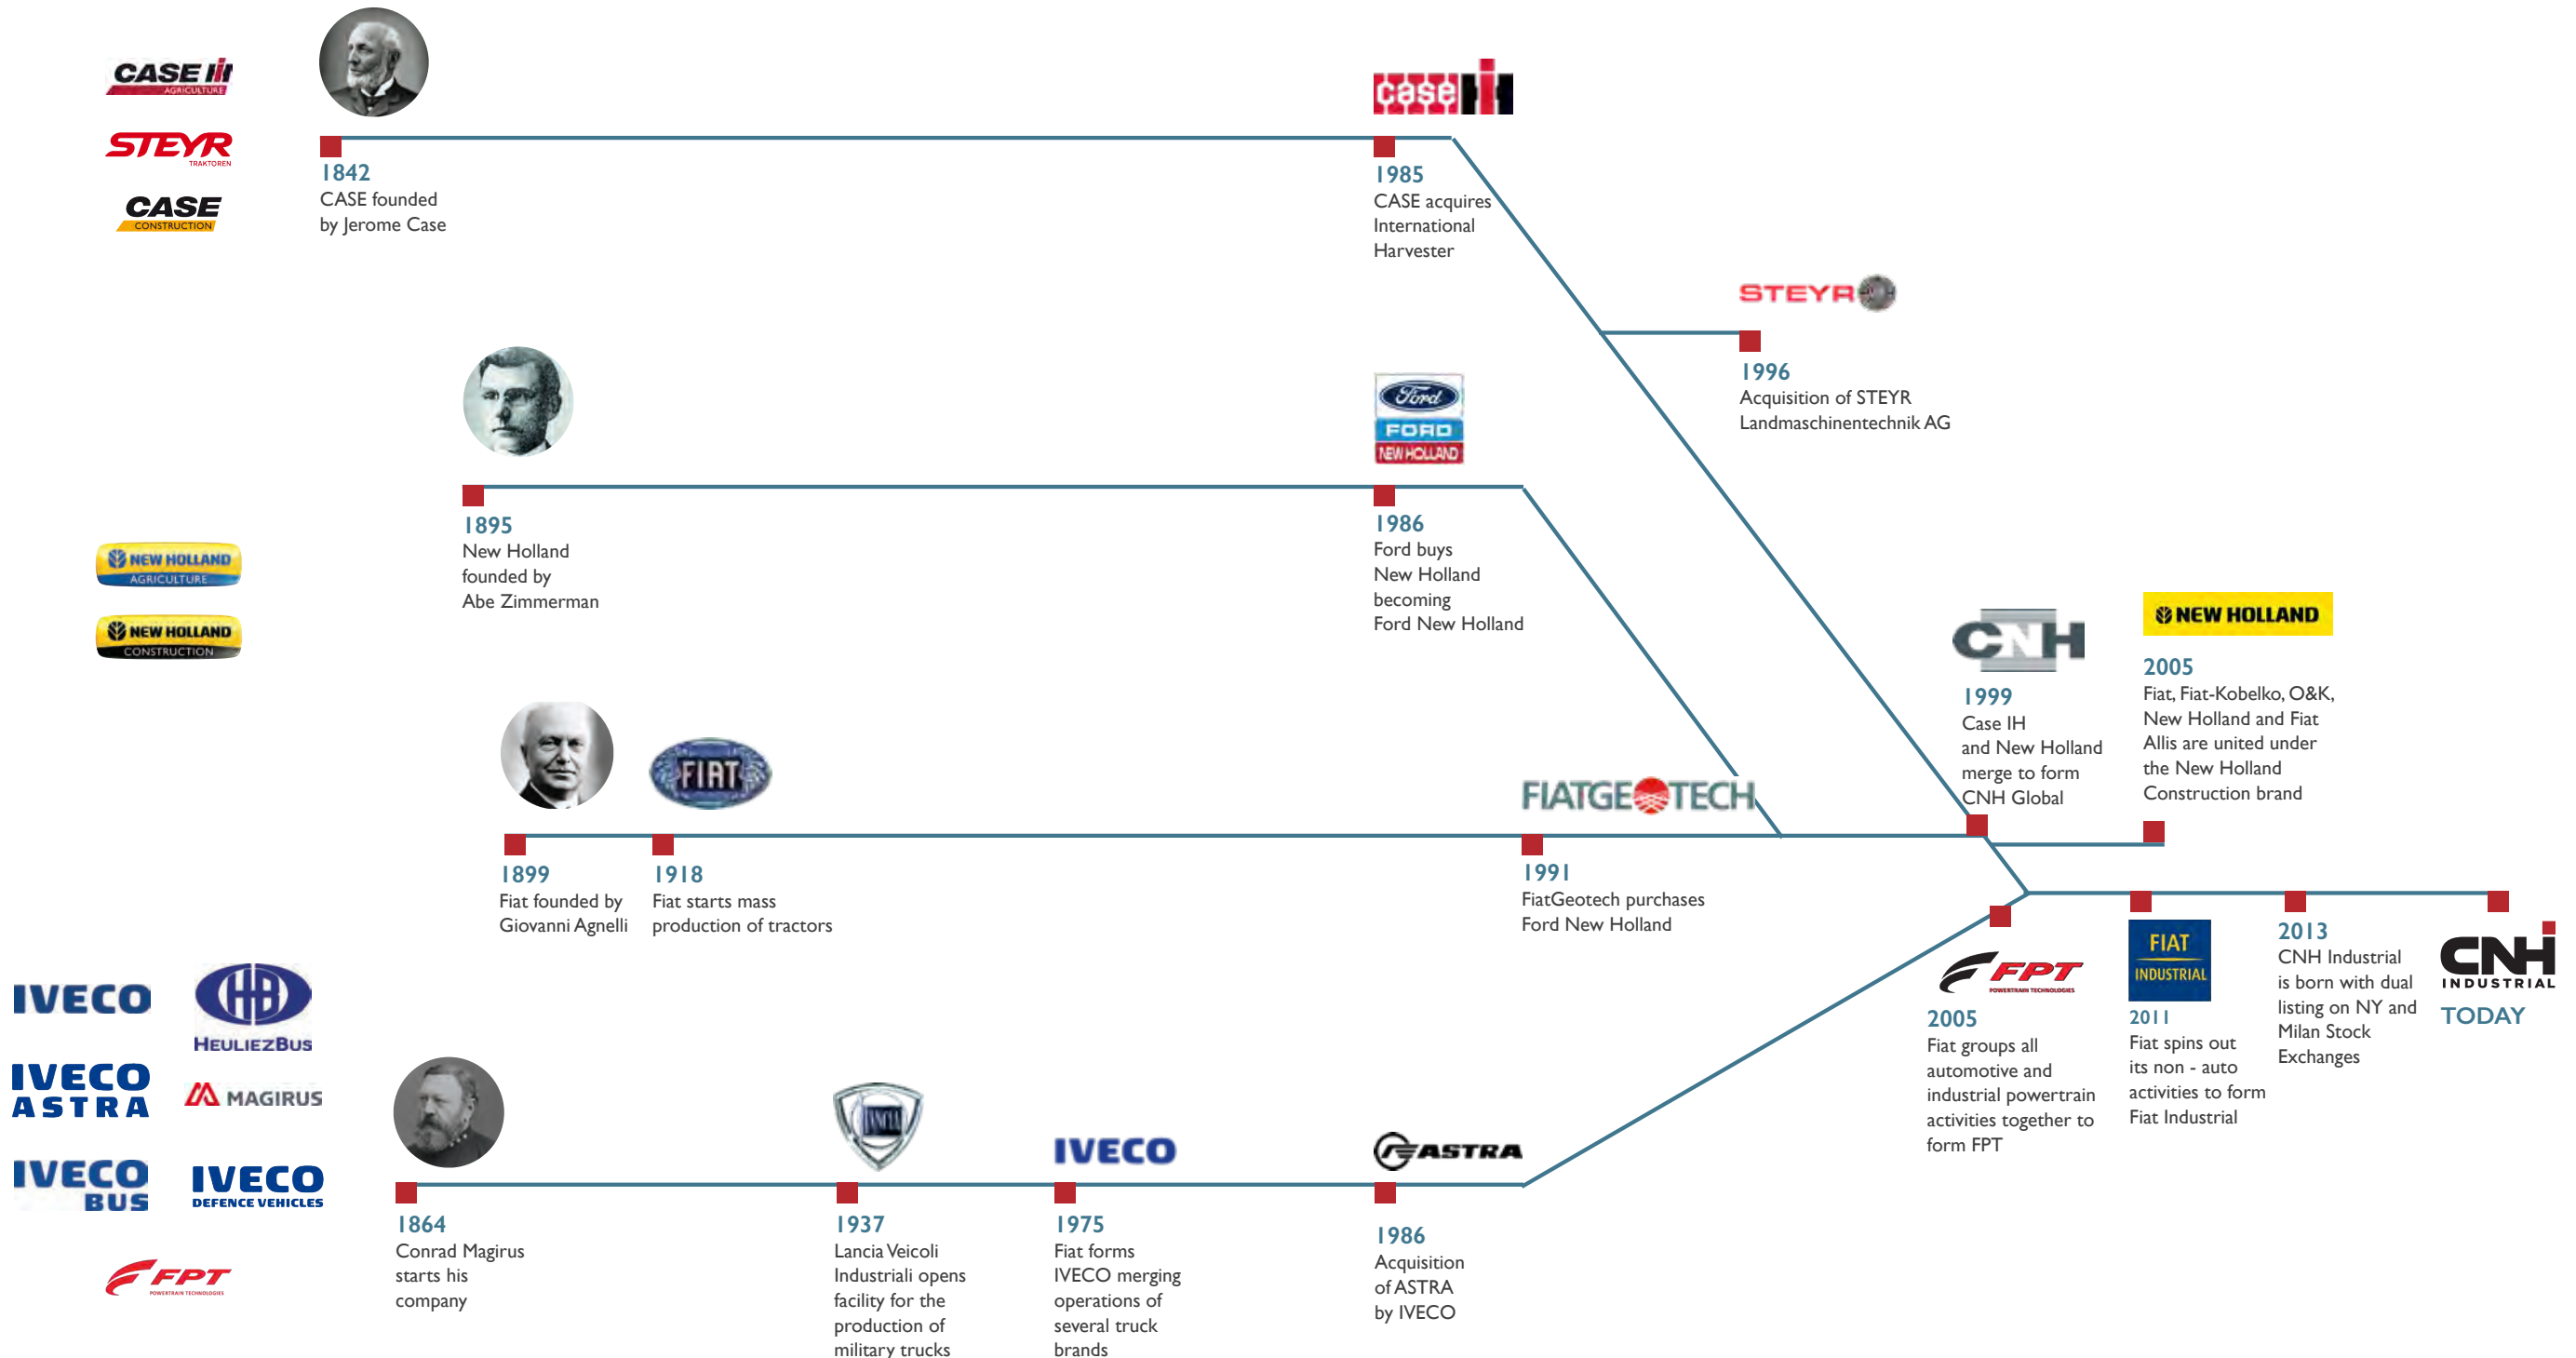 CASE IH
AGRICULTURE
STEYR
TRAKTOREN
CASE
CONSTRUCTION
1842
CASE founded
by Jerome Case
case IH
1985
CASE acquires
International
Harvester
STEYR
1996
Acquisition of STEYR
Landmaschinentechnik AG
NEW HOLLAND
AGRICULTURE
NEW HOLLAND
CONSTRUCTION
1895
New Holland
founded by
Abe Zimmerman
Ford
FORD
NEW HOLLAND
1986
Ford buys
New Holland
becoming
Ford New Holland
FIAT
1899
Fiat founded by
Giovanni Agnelli
1918
Fiat starts mass
production of tractors
FIATGEOTECH
1991
FiatGeotech purchases
Ford New Holland
CNH
1999
Case IH
and New Holland
merge to form
CNH Global
NEW HOLLAND
2005
Fiat, Fiat-Kobelko, O&K,
New Holland and Fiat
Allis are united under
the New Holland
Construction brand
IVECO
HB
HEULIEZBUS
IVECO
ASTRA
MAGIRUS
IVECO
BUS
IVECO
DEFENCE VEHICLES
FPT
POWERTRAIN TECHNOLOGIES
1864
Conrad Magirus
starts his
company
LANCIA
1937
Lancia Veicoli
Industriali opens
facility for the
production of
military trucks
IVECO
1975
Fiat forms
IVECO merging
operations of
several truck
brands
ASTRA
1986
Acquisition
of ASTRA
by IVECO
FPT
POWERTRAIN TECHNOLOGIES
2005
Fiat groups all
automotive and
industrial powertrain
activities together to
form FPT
FIAT
INDUSTRIAL
2011
Fiat spins out
its non - auto
activities to form
Fiat Industrial
2013
CNH Industrial
is born with dual
listing on NY and
Milan Stock
Exchanges
CNH
INDUSTRIAL
TODAY